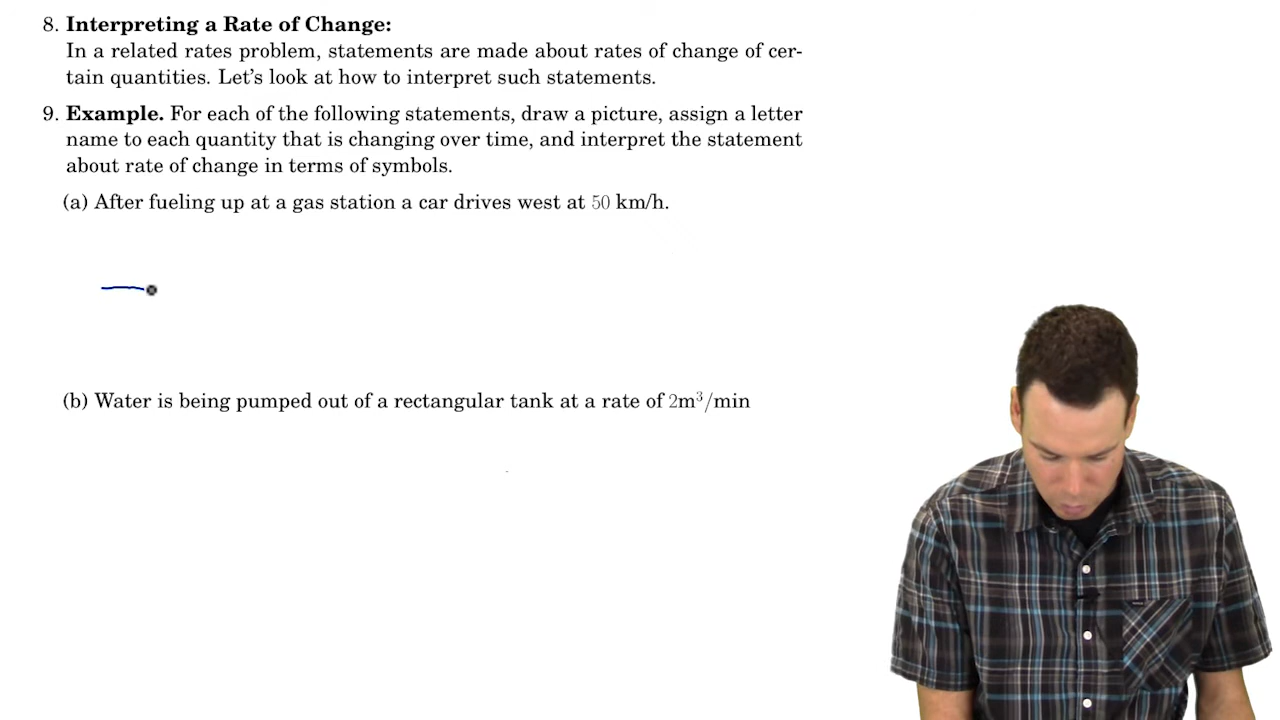 8. Interpreting a Rate of Change:
In a related rates problem, statements are made about rates of change of cer-
tain quantities. Let's look at how to interpret such statements.
9. Example. For each of the following statements, draw a picture, assign a letter
name to each quantity that is changing over time, and interpret the statement
about rate of change in terms of symbols.
(a) After fueling up at a gas station a car drives west at 50 km/h.
(b) Water is being pumped out of a rectangular tank at a rate of 2m³/min